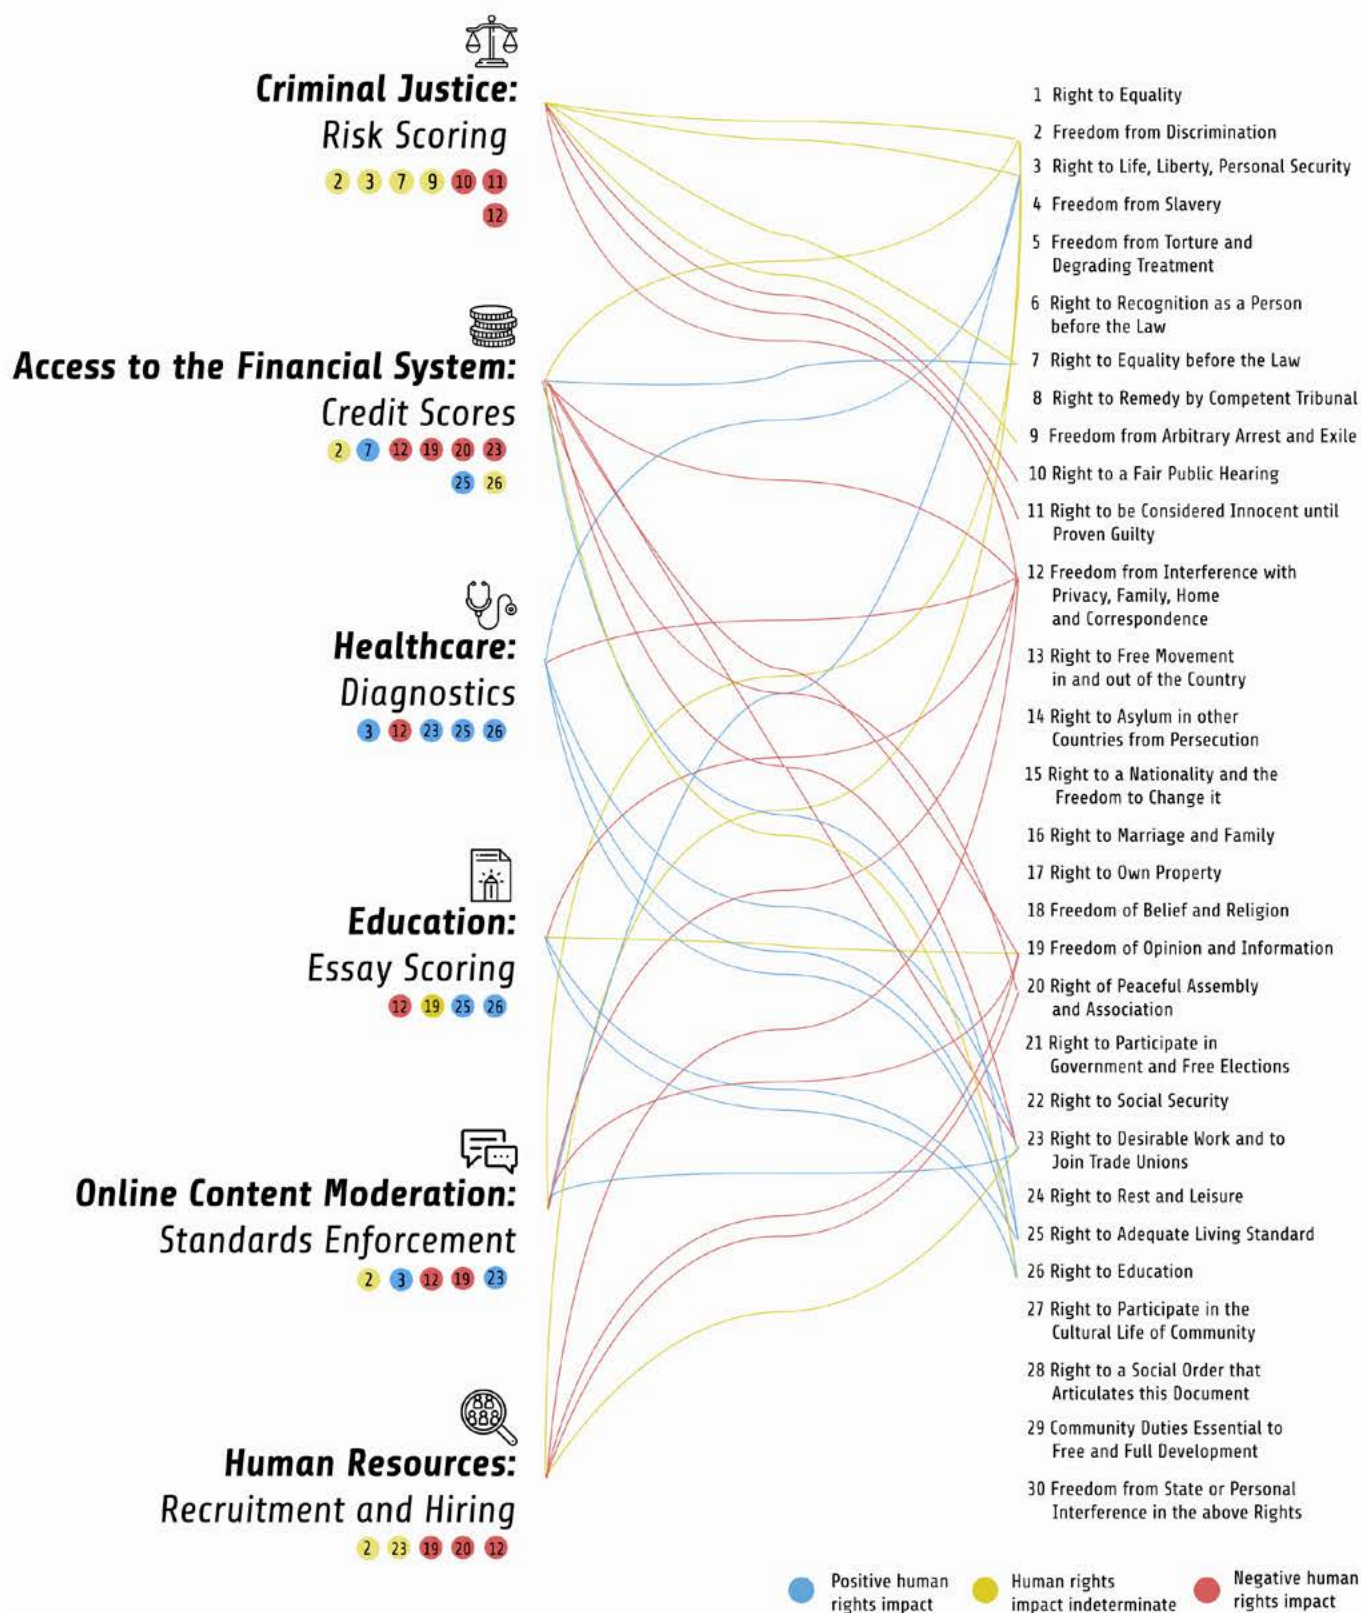 Criminal Justice:
Risk Scoring
2 3 7 9 10 11
12
Access to the Financial System:
Credit Scores
2 7 12 19 20 23
25 26
Healthcare:
Diagnostics
3 12 23 25 26
Education:
Essay Scoring
12 19 25 26
Online Content Moderation:
Standards Enforcement
2 3 12 19 23
Human Resources:
Recruitment and Hiring
2 23 19 20 12
1 Right to Equality
2 Freedom from Discrimination
3 Right to Life, Liberty, Personal Security
4 Freedom from Slavery
5 Freedom from Torture and
Degrading Treatment
6 Right to Recognition as a Person
before the Law
7 Right to Equality before the Law
8 Right to Remedy by Competent Tribunal
9 Freedom from Arbitrary Arrest and Exile
10 Right to a Fair Public Hearing
11 Right to be Considered Innocent until
Proven Guilty
12 Freedom from Interference with
Privacy, Family, Home
and Correspondence
13 Right to Free Movement
in and out of the Country
14 Right to Asylum in other
Countries from Persecution
15 Right to a Nationality and the
Freedom to Change it
16 Right to Marriage and Family
17 Right to Own Property
18 Freedom of Belief and Religion
19 Freedom of Opinion and Information
20 Right of Peaceful Assembly
and Association
21 Right to Participate in
Government and Free Elections
22 Right to Social Security
23 Right to Desirable Work and to
Join Trade Unions
24 Right to Rest and Leisure
25 Right to Adequate Living Standard
26 Right to Education
27 Right to Participate in the
Cultural Life of Community
28 Right to a Social Order that
Articulates this Document
29 Community Duties Essential to
Free and Full Development
30 Freedom from State or Personal
Interference in the above Rights
Positive human
rights impact
Human rights
impact indeterminate
Negative human
rights impact